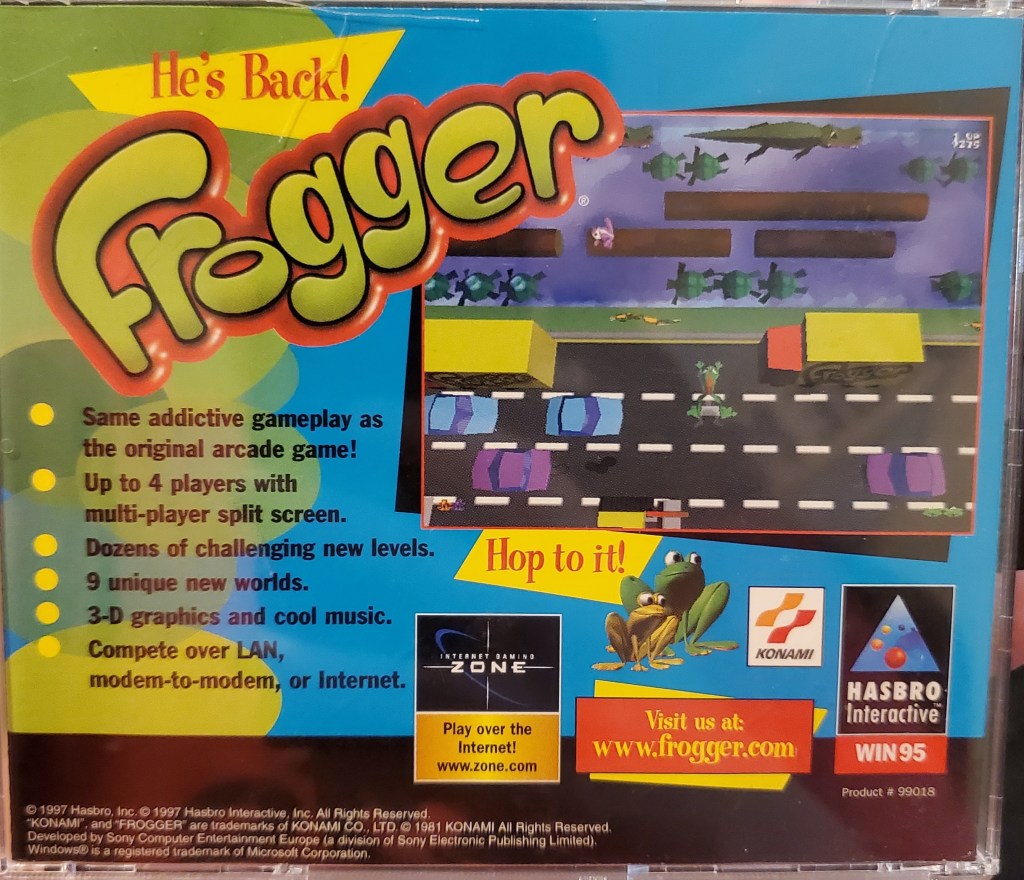 He's Back!
Frogger®
1 UP
Same addictive gameplay as
the original arcade game!
Up to 4 players with
multi-player split screen.
Dozens of challenging new levels.
9 unique new worlds.
3-D graphics and cool music.
Compete over LAN,
modem-to-modem, or Internet.
Hop to it!
INTERNET GAMING
ZONE
Play over the
Internet!
www.zone.com
KONAMI
HASBRO
Interactive™
WIN 95
Visit us at:
www.frogger.com
Product # 99018
© 1997 Hasbro, Inc. © 1997 Hasbro Interactive, Inc. All Rights Reserved.
"KONAMI", and "FROGGER" are trademarks of KONAMI CO., LTD. © 1981 KONAMI All Rights Reserved.
Developed by Sony Computer Entertainment Europe (a division of Sony Electronic Publishing Limited).
Windows® is a registered trademark of Microsoft Corporation.